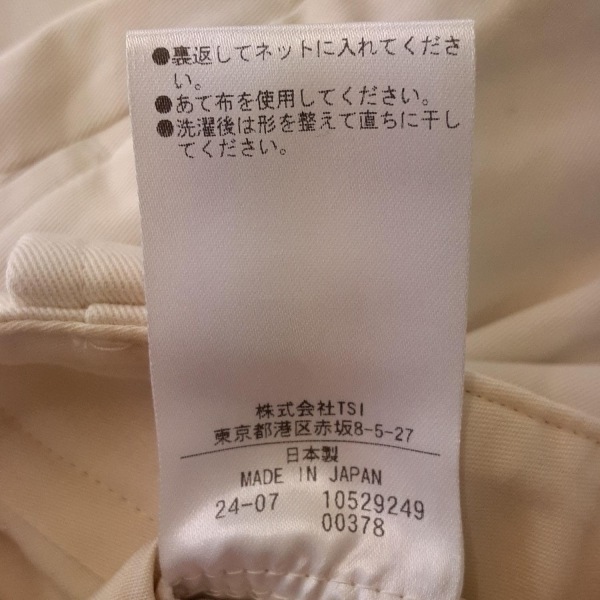 ●裏返してネットに入れてくださ
い。
●あて布を使用してください。
●洗濯後は形を整えて直ちに干し
てください。
株式会社TSI
東京都港区赤坂8-5-27
日本製
MADE IN JAPAN
24-07 10529249
00378